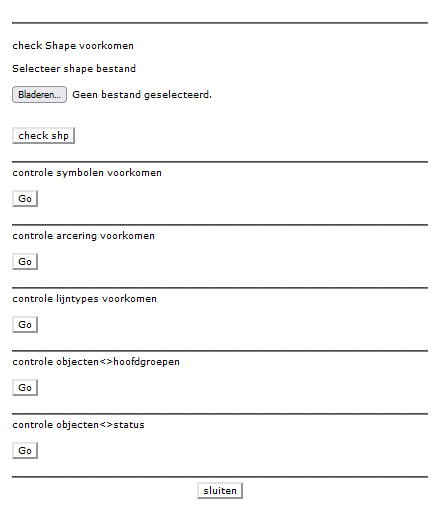 check Shape voorkomen
Selecteer shape bestand
Bladeren... Geen bestand geselecteerd.
check shp
controle symbolen voorkomen
Go
controle arcering voorkomen
Go
controle lijntypes voorkomen
Go
controle objecten<>hoofdgroepen
Go
controle objecten<>status
Go
sluiten